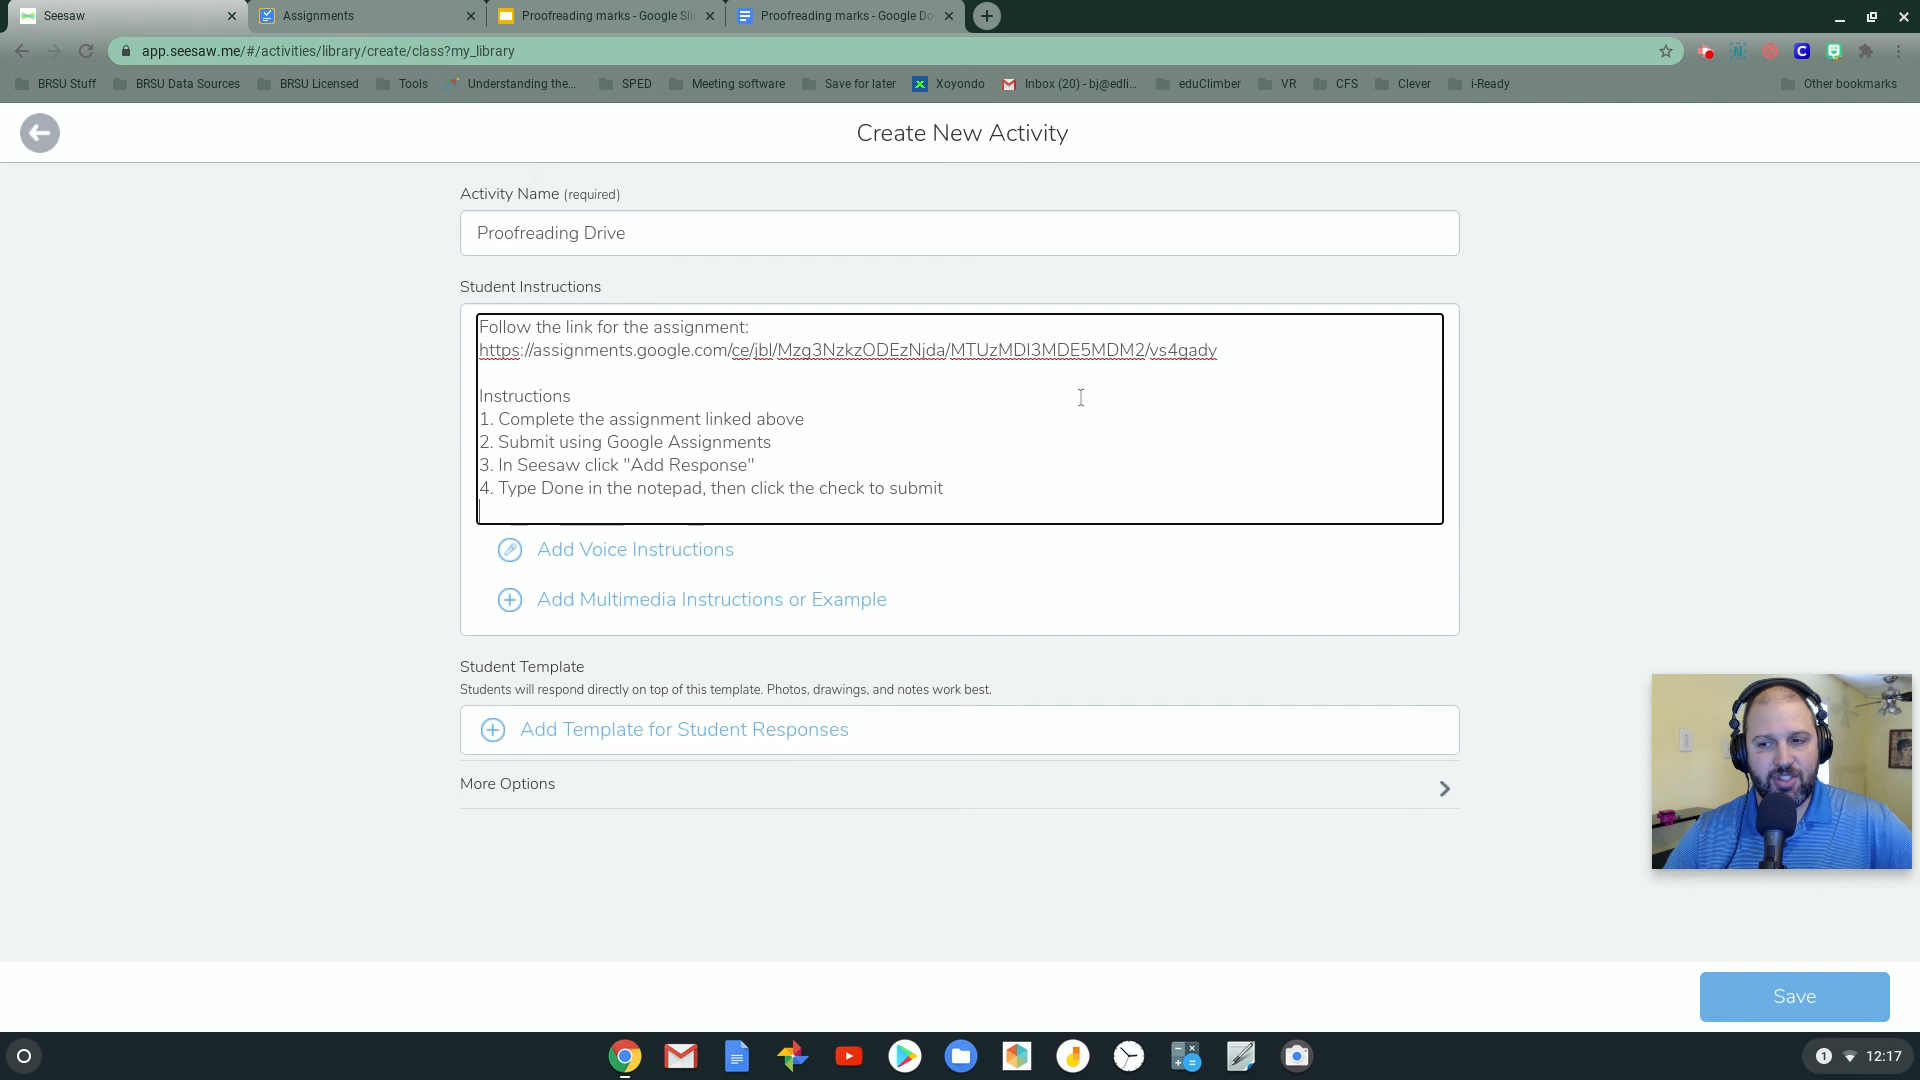 Seesaw
Assignments
Proofreading marks - Google Sli
Proofreading marks - Google Do
app.seesaw.me/#/activities/library/create/class?my_library
BRSU Stuff
BRSU Data Sources
BRSU Licensed
Tools
Understanding the...
SPED
Meeting software
Save for later
Xoyondo
Inbox (20) - bj@edli...
eduClimber
VR
CFS
Clever
i-Ready
Other bookmarks
Create New Activity
Activity Name (required)
Proofreading Drive
Student Instructions
Follow the link for the assignment:
https://assignments.google.com/ce/jbl/Mzg3NzkzODEzNjda/MTUzMDI3MDE5MDM2/vs4gady
Instructions
1. Complete the assignment linked above
2. Submit using Google Assignments
3. In Seesaw click "Add Response"
4. Type Done in the notepad, then click the check to submit
Add Voice Instructions
Add Multimedia Instructions or Example
Student Template
Students will respond directly on top of this template. Photos, drawings, and notes work best.
Add Template for Student Responses
More Options
Save
1
12:17